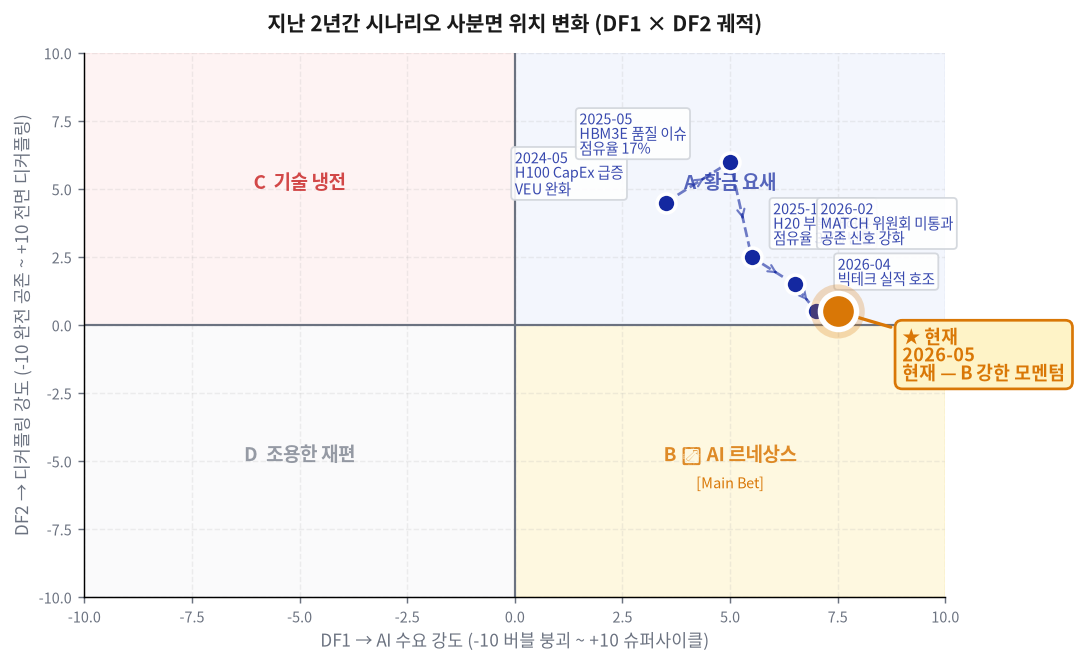 지난 2년간 시나리오 사분면 위치 변화 (DF1 × DF2 궤적)
DF2 → 디커플링 강도 (-10 완전 공존 ~ +10 전면 디커플링)
10.0
7.5
5.0
2.5
0.0
-2.5
-5.0
-7.5
-10.0
C 기술 냉전
A 황금 요새
2024-05
H100 CapEx 급증
VEU 완화
2025-05
HBM3E 품질 이슈
점유율 17%
H20
점유율
2026-02
MATCH 위원회 미통과
공존 신호 강화
2026-04
빅테크 실적 호조
★ 현재
2026-05
현재 — B 강한 모멘텀
D 조용한 재편
B AI 르네상스
[Main Bet]
-10.0 -7.5 -5.0 -2.5 0.0 2.5 5.0 7.5 10.0
DF1 → AI 수요 강도 (-10 버블 붕괴 ~ +10 슈퍼사이클)